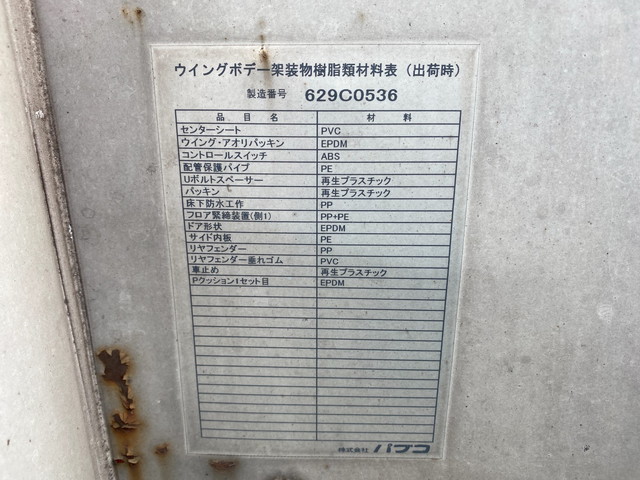 ウイングボデー架装物樹脂類材料表（出荷時）
製造番号 629C0536
品目名 材料
センターシート PVC
ウイング・アオリパッキン EPDM
コントロールスイッチ ABS
配管保護パイプ PE
Uボルトスペーサー 再生プラスチック
パッキン 再生プラスチック
床下防水工作 PP
フロア緊締装置(側1) PP+PE
ドア形状 EPDM
サイド内板 PE
リヤフェンダー PP
リヤフェンダー垂れゴム PVC
車止め 再生プラスチック
Pクッション1セット目 EPDM
株式会社 パブコ